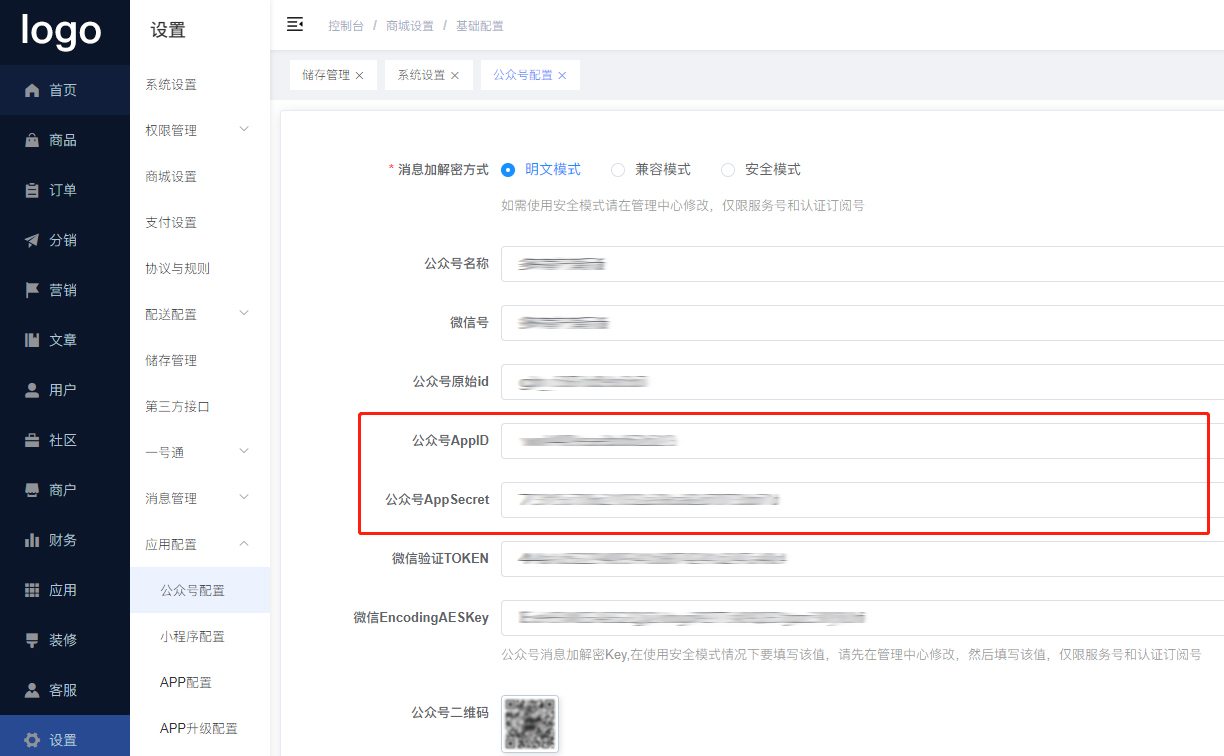 logo
首页
商品
订单
分销
营销
文章
用户
社区
商户
财务
应用
装修
客服
设置
设置
系统设置
权限管理
商城设置
支付设置
协议与规则
配送配置
储存管理
第三方接口
一号通
消息管理
应用配置
公众号配置
小程序配置
APP配置
APP升级配置
控制台 / 商城设置 / 基础配置
储存管理 × 系统设置 × 公众号配置 ×
* 消息加解密方式 明文模式 兼容模式 安全模式
如需使用安全模式请在管理中心修改，仅限服务号和认证订阅号
公众号名称
微信号
公众号原始id
公众号AppID
公众号AppSecret
微信验证TOKEN
微信EncodingAESKey
公众号消息加解密Key,在使用安全模式情况下要填写该值，请先在管理中心修改，然后填写该值，仅限服务号和认证订阅号
公众号二维码